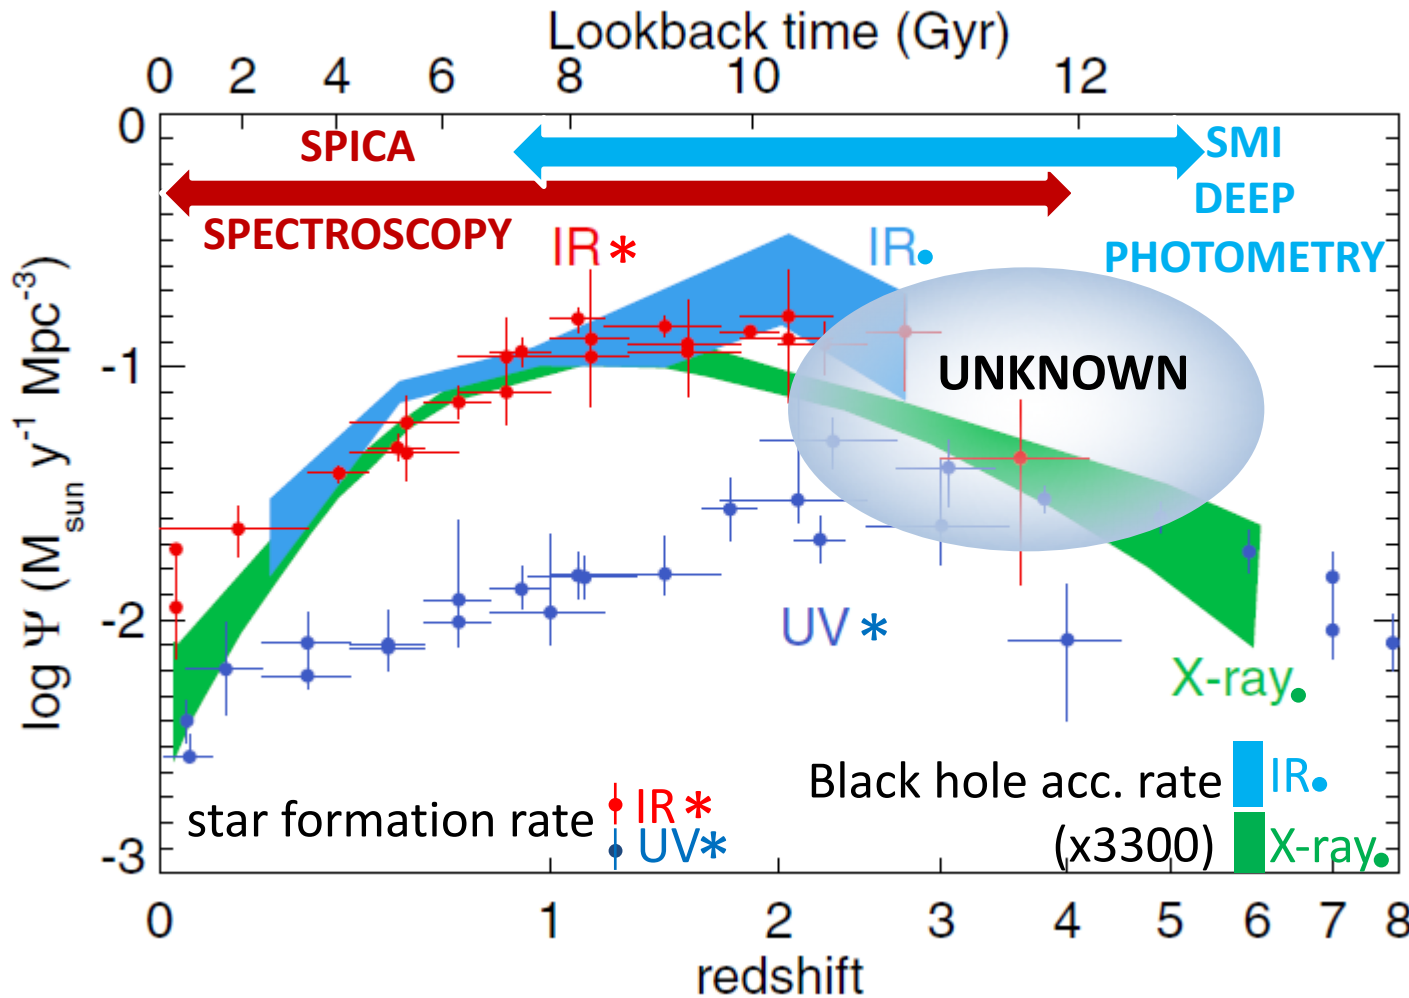 Lookback time (Gyr)
0 2 4 6 8 10 12
0
SPICA
SMI
DEEP
SPECTROSCOPY
IR *
IR•
PHOTOMETRY
-1
UNKNOWN
log Ψ (Msun y-1 Mpc-3)
-2
UV *
X-ray•
Black hole acc. rate
IR•
star formation rate
IR *
UV*
(x3300)
X-ray•
-3
0 1 2 3 4 5 6 7 8
redshift